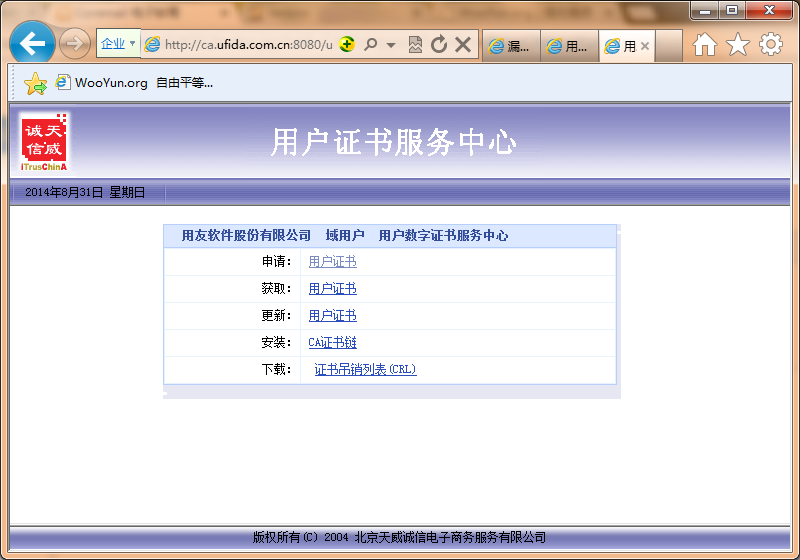 企业
http://ca.ufida.com.cn:8080/u
漏...
用...
用
WooYun.org 自由平等...
诚天
信威
iTrusChinA
用户证书服务中心
2014年8月31日 星期日
用友软件股份有限公司 域用户 用户数字证书服务中心
申请: 用户证书
获取: 用户证书
更新: 用户证书
安装: CA证书链
下载: 证书吊销列表(CRL)
版权所有(C) 2004 北京天威诚信电子商务服务有限公司